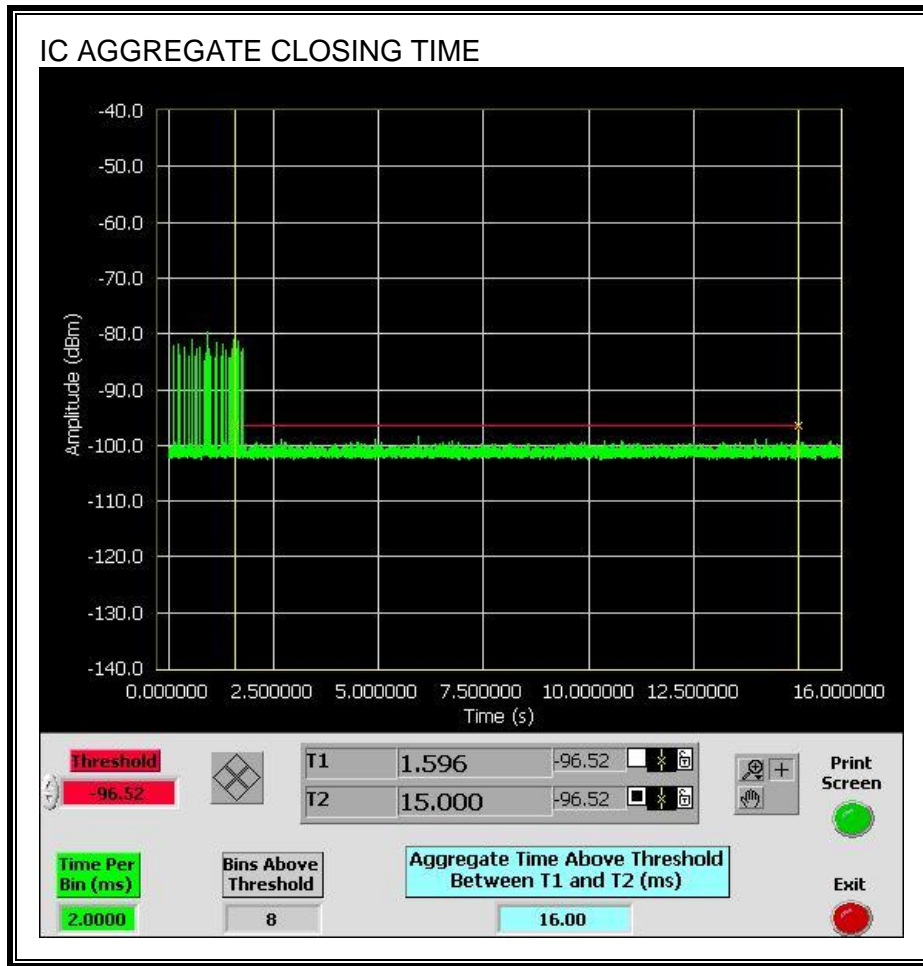 IC AGGREGATE CLOSING TIME
-40.0
-50.0
-60.0
-70.0
-80.0
-90.0
-100.0
-110.0
-120.0
-130.0
-140.0
Amplitude (dBm)
0.000000 2.500000 5.000000 7.500000 10.000000 12.500000 16.000000
Time (s)
Threshold
-96.52
T1 1.596 -96.52
T2 15.000 -96.52
Print
Screen
Time Per
Bin (ms)
2.0000
Bins Above
Threshold
8
Aggregate Time Above Threshold
Between T1 and T2 (ms)
16.00
Exit